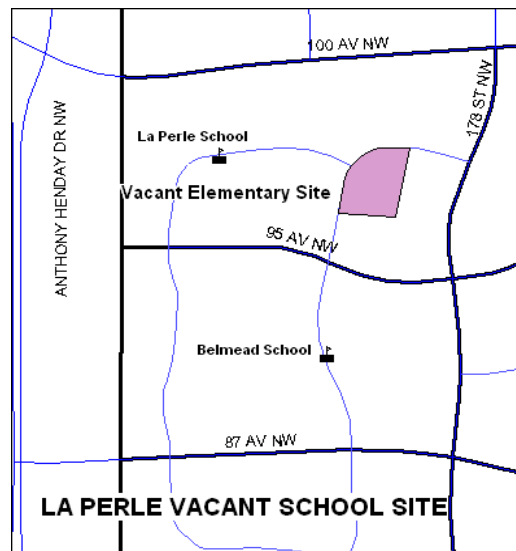 100 AV NW
178 ST NW
La Perle School
ANTHONY HENDAY DR NW
Vacant Elementary Site
95 AV NW
Belmead School
87 AV NW
LA PERLE VACANT SCHOOL SITE